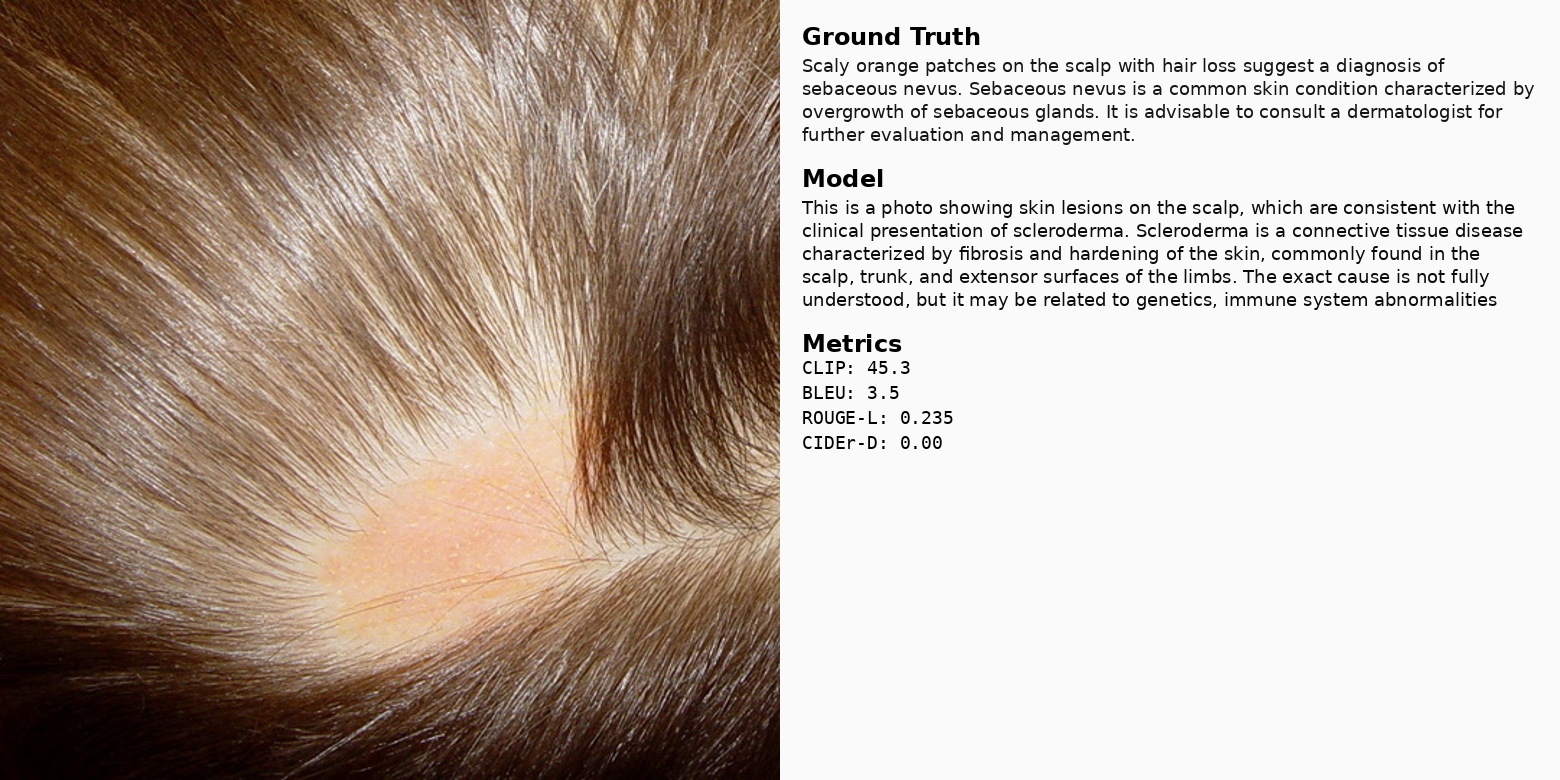 Ground Truth
Scaly orange patches on the scalp with hair loss suggest a diagnosis of
sebaceous nevus. Sebaceous nevus is a common skin condition characterized by
overgrowth of sebaceous glands. It is advisable to consult a dermatologist for
further evaluation and management.
Model
This is a photo showing skin lesions on the scalp, which are consistent with the
clinical presentation of scleroderma. Scleroderma is a connective tissue disease
characterized by fibrosis and hardening of the skin, commonly found in the
scalp, trunk, and extensor surfaces of the limbs. The exact cause is not fully
understood, but it may be related to genetics, immune system abnormalities
Metrics
CLIP: 45.3
BLEU: 3.5
ROUGE-L: 0.235
CIDEr-D: 0.00